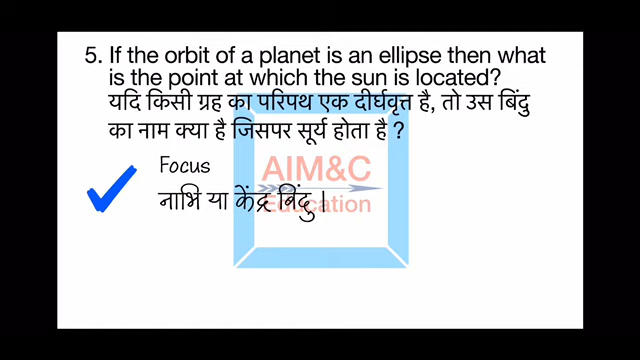 5. If the orbit of a planet is an ellipse then what
is the point at which the sun is located?
यदि किसी ग्रह का परिपथ एक दीर्घवृत्त है, तो उस बिंदु
का नाम क्या है जिसपर सूर्य होता है ?
Focus
AIM&C
नाभि या केंद्र बिंदु |
Education